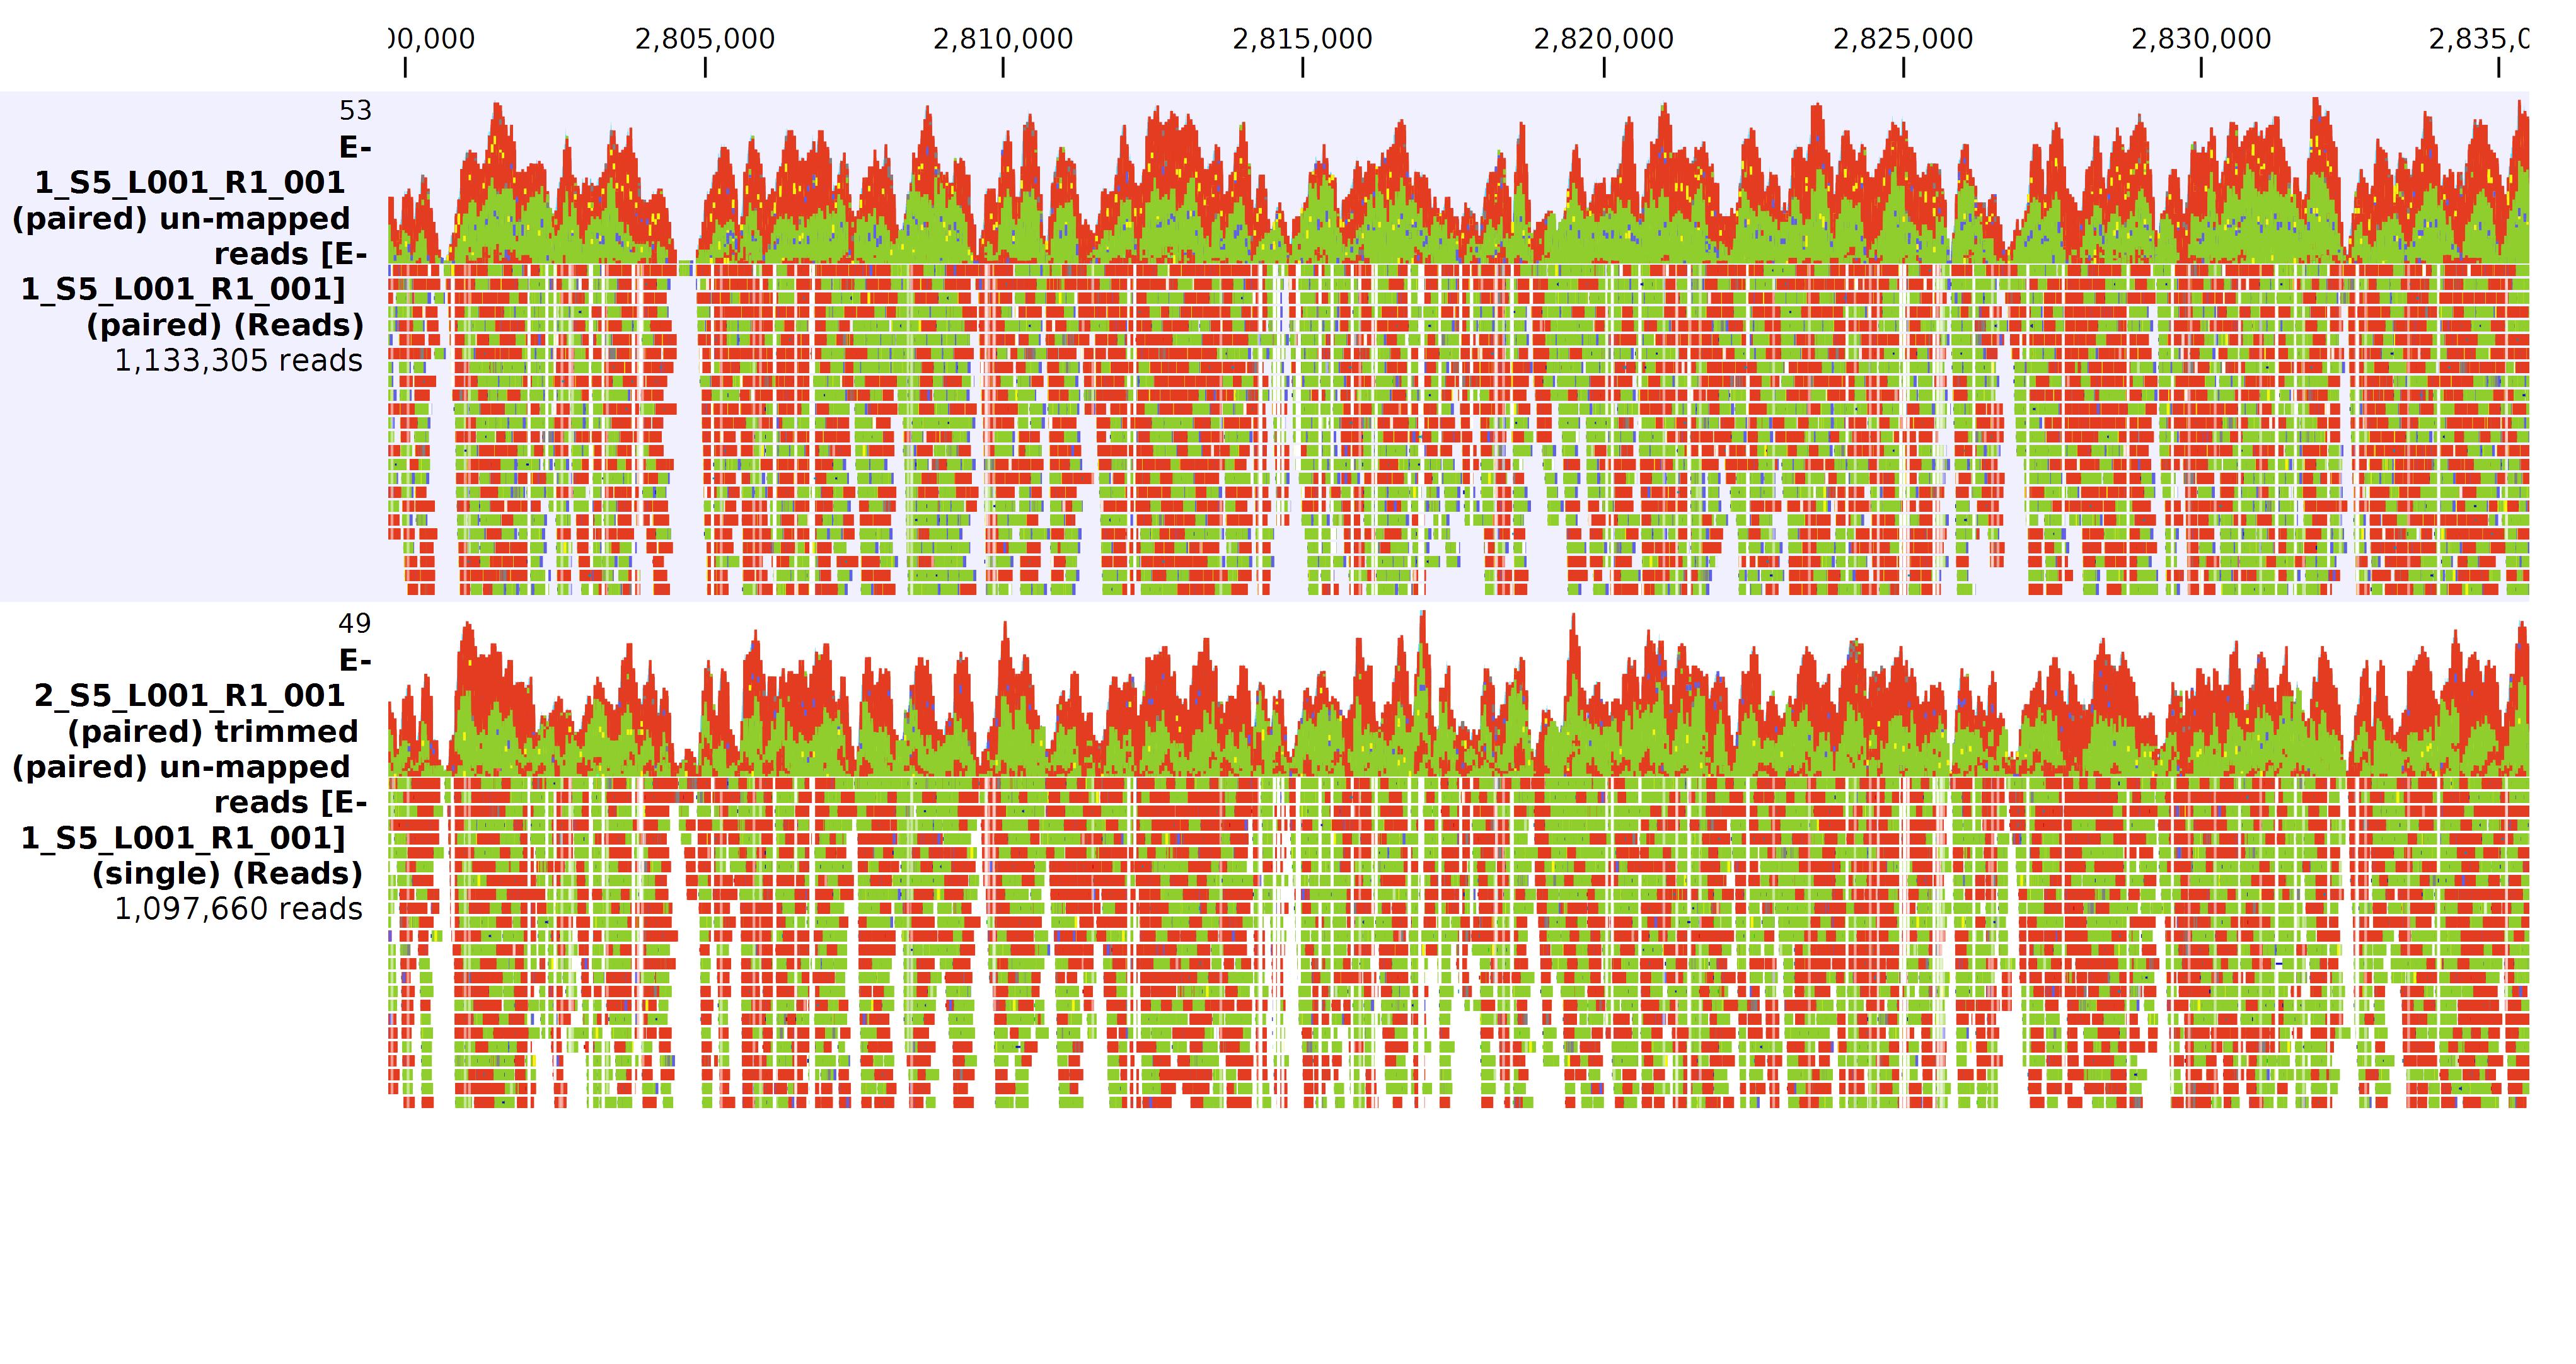 00,000 2,805,000 2,810,000 2,815,000 2,820,000 2,825,000 2,830,000 2,835,0
53
E-
1_S5_L001_R1_001
(paired) un-mapped
reads [E-
1_S5_L001_R1_001]
(paired) (Reads)
1,133,305 reads
49
E-
2_S5_L001_R1_001
(paired) trimmed
(paired) un-mapped
reads [E-
1_S5_L001_R1_001]
(single) (Reads)
1,097,660 reads